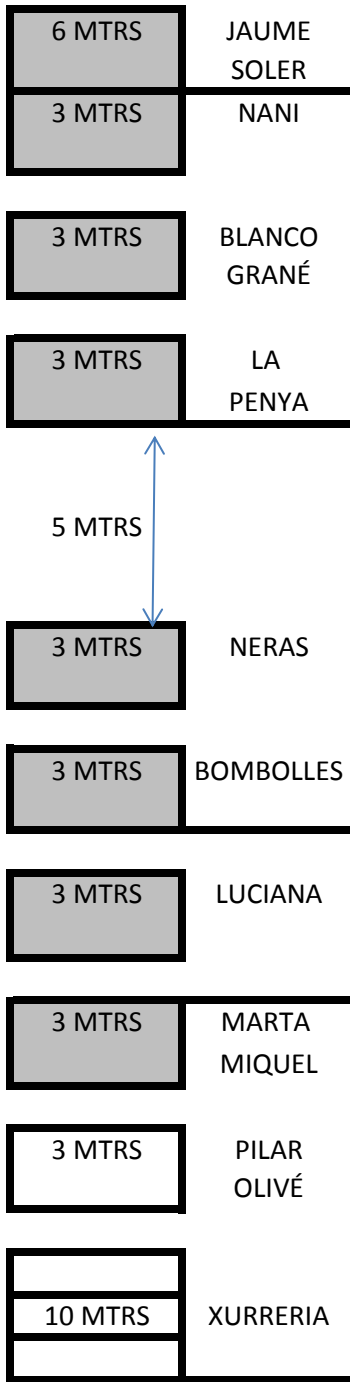 6 MTRS JAUME
SOLER
3 MTRS NANI
3 MTRS BLANCO
GRANÉ
3 MTRS LA
PENYA
5 MTRS
3 MTRS NERAS
3 MTRS BOMBOLLES
3 MTRS LUCIANA
3 MTRS MARTA
MIQUEL
3 MTRS PILAR
OLIVÉ
10 MTRS XURRERIA